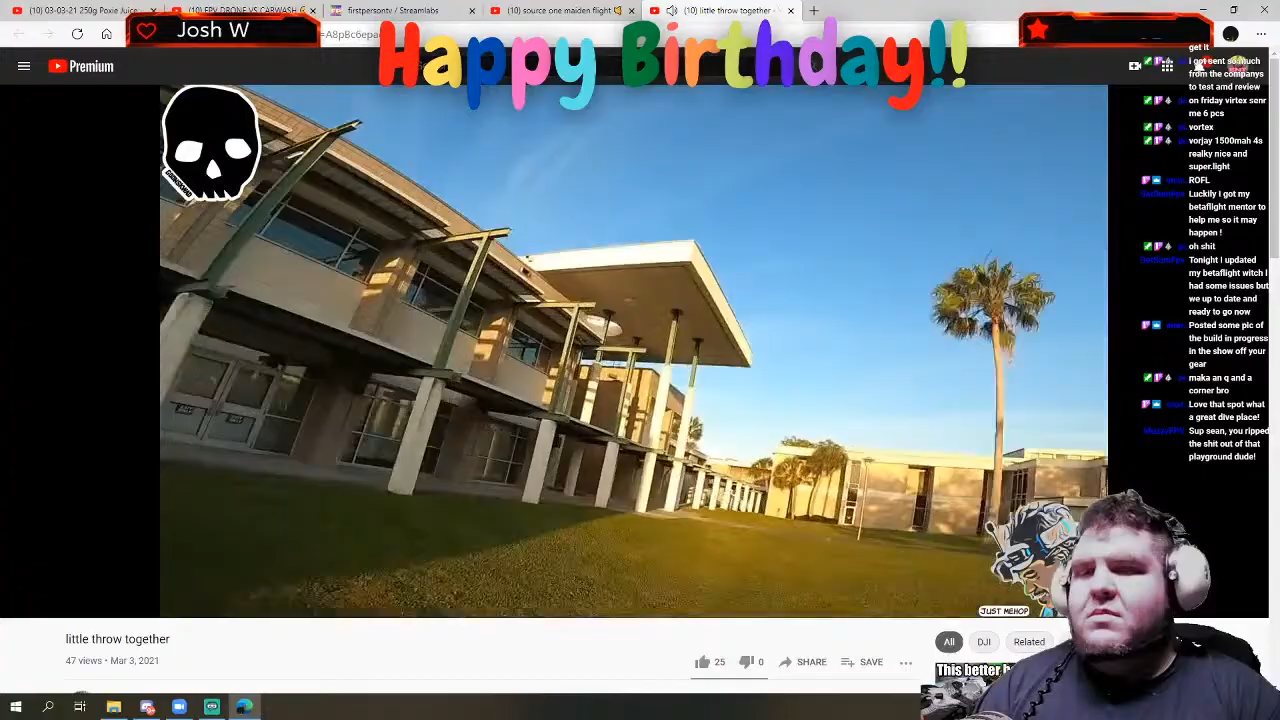 03-03-2021 250g Poxie Juice
(10) FPV DRONE VS CARWASH
firstpersontv / Streamlabs
(10) source one maiden flight
(10) little throw together -
Josh W
=A8pBc6epa
Happy Birthday!!
Premium
get it
i got sent so much
from the companys
to test amd review
on friday virtex senr
me 6 pcs
vortex
vorjay 1500mah 4s
realky nice and
super.light
ROFL
Luckily I got my
betaflight mentor to
help me so it may
happen !
oh shit
Tonight I updated
my betaflight witch I
had some issues but
we up to date and
ready to go now
Posted some pic of
the build in progress
in the show off your
gear
maka an q and a
corner bro
Love that spot what
a great dive place!
Sup sean, you ripped
the shit out of that
playground dude!
JUST MEHOP
little throw together
47 views • Mar 3, 2021
25
0
SHARE
SAVE
All
DJI
Related
This better b